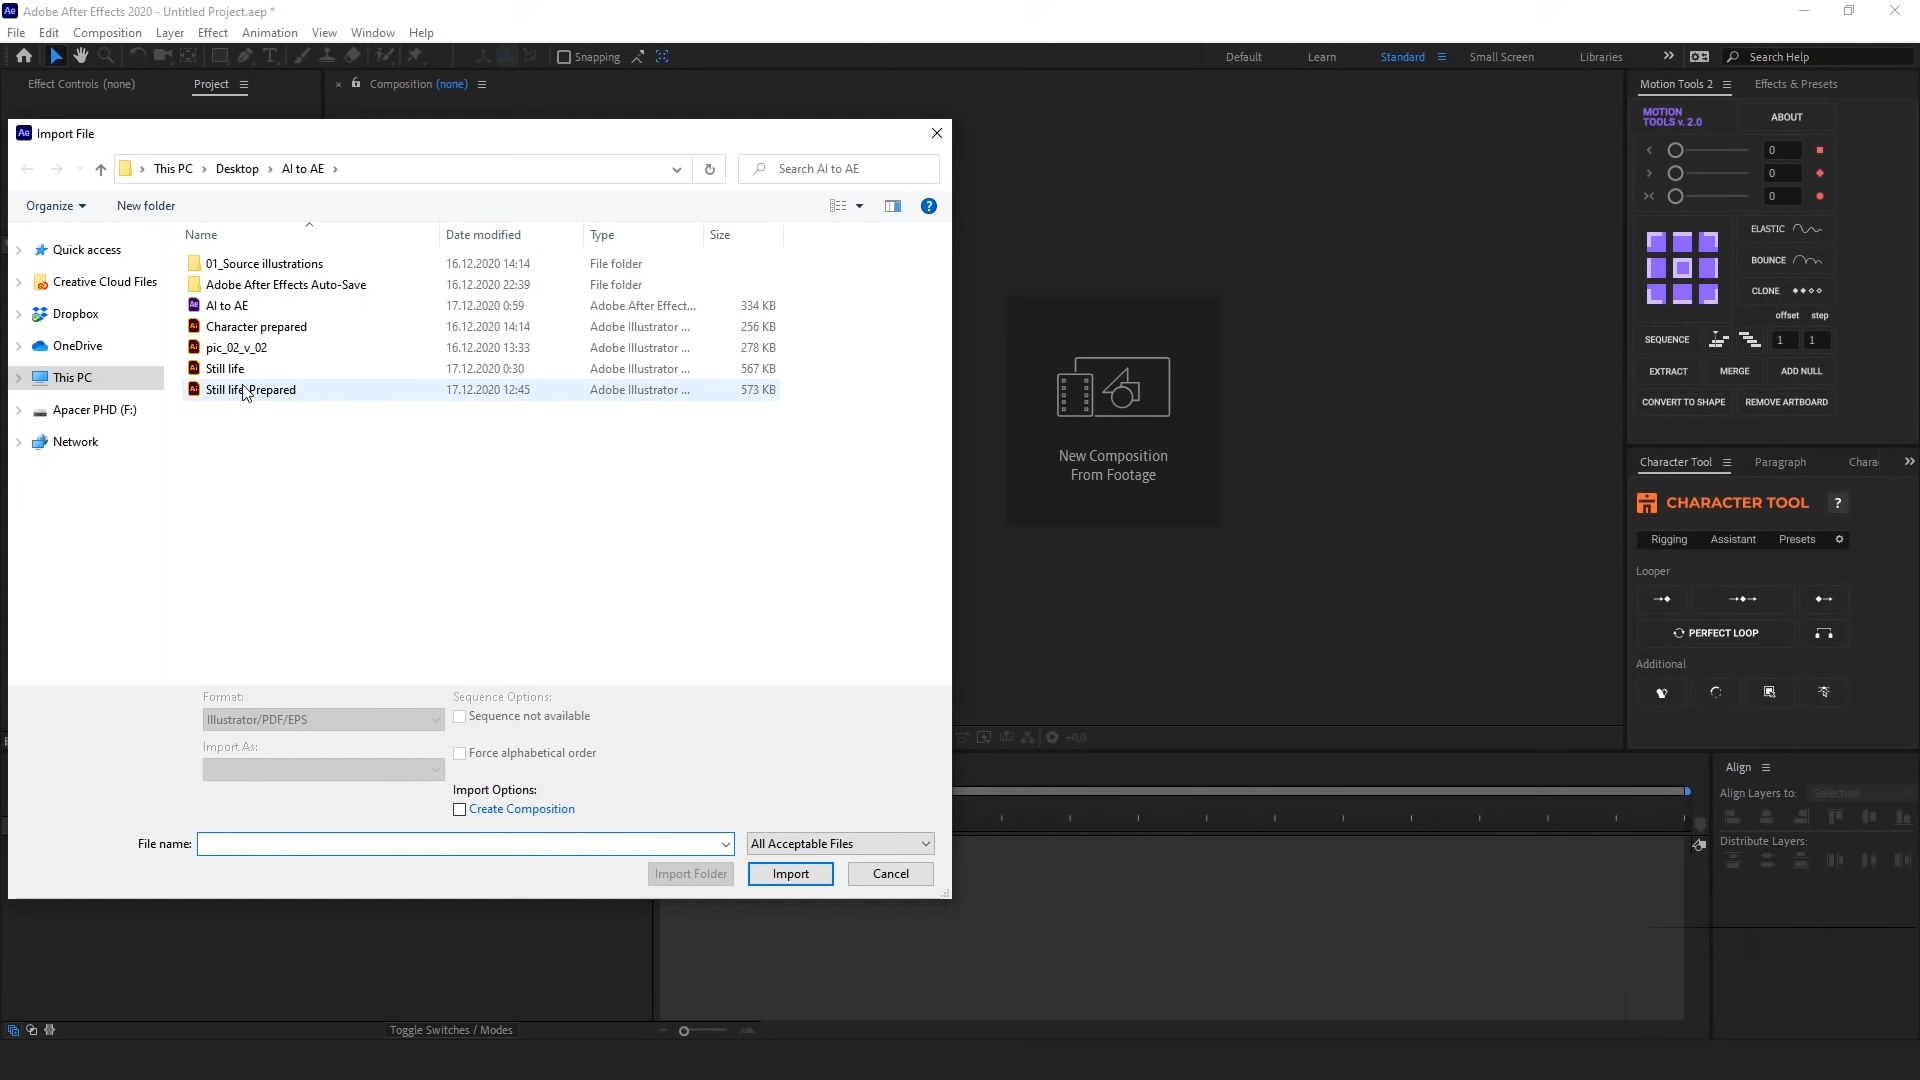 Adobe After Effects 2020 - Untitled Project.aep *
File Edit Composition Layer Effect Animation View Window Help
Snapping
Default Learn Standard Small Screen Libraries
Search Help
Effect Controls (none) Project
Composition (none)
Motion Tools 2 Effects & Presets
MOTION
TOOLS v. 2.0
ABOUT
0
0
0
ELASTIC
BOUNCE
CLONE
offset step
SEQUENCE 1 1
EXTRACT MERGE ADD NULL
CONVERT TO SHAPE REMOVE ARTBOARD
Import File
This PC > Desktop > AI to AE >
Search AI to AE
Organize New folder
Name Date modified Type Size
Quick access
Creative Cloud Files
Dropbox
OneDrive
This PC
Apacer PHD (F:)
Network
01_Source illustrations 16.12.2020 14:14 File folder
Adobe After Effects Auto-Save 16.12.2020 22:39 File folder
AI to AE 17.12.2020 0:59 Adobe After Effect... 334 KB
Character prepared 16.12.2020 14:14 Adobe Illustrator ... 256 KB
pic_02_v_02 16.12.2020 13:33 Adobe Illustrator ... 278 KB
Still life 17.12.2020 0:30 Adobe Illustrator ... 567 KB
Still life Prepared 17.12.2020 12:45 Adobe Illustrator ... 573 KB
Format:
Illustrator/PDF/EPS
Import As:
Sequence Options:
Sequence not available
Force alphabetical order
Import Options:
Create Composition
File name:
All Acceptable Files
Import Folder Import Cancel
New Composition
From Footage
+0,0
Character Tool Paragraph Chara
CHARACTER TOOL ?
Rigging Assistant Presets
Looper
PERFECT LOOP
Additional
Align
Align Layers to: Selection
Distribute Layers:
Toggle Switches / Modes